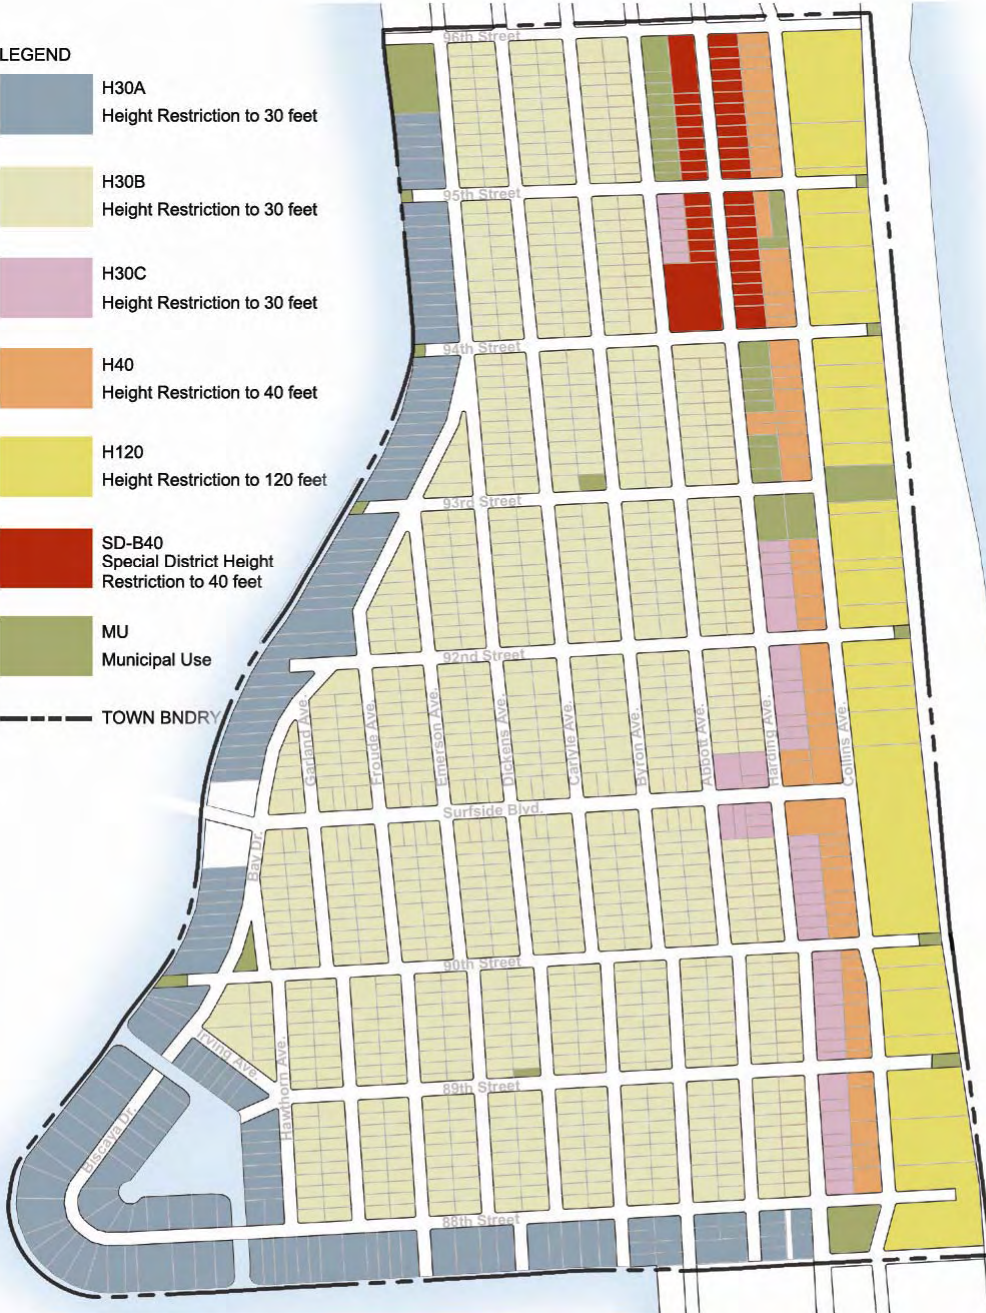 LEGEND
H30A
Height Restriction to 30 feet
H30B
Height Restriction to 30 feet
H30C
Height Restriction to 30 feet
H40
Height Restriction to 40 feet
H120
Height Restriction to 120 feet
SD-B40
Special District Height
Restriction to 40 feet
MU
Municipal Use
TOWN BNDRY
96th Street
95th Street
94th Street
93rd Street
92nd Street
Garland Ave.
Froude Ave.
Emerson Ave.
Dickens Ave.
Carlyle Ave.
Byron Ave.
Abbott Ave.
Harding Ave.
Collins Ave.
Surfside Blvd.
Bay Dr.
90th Street
Irving Ave.
Hawthorn Ave.
89th Street
Biscaya Dr.
88th Street